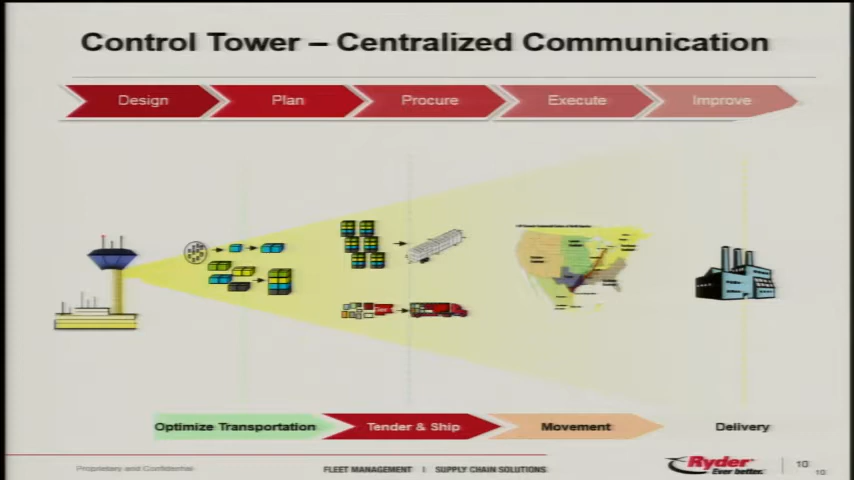 Control Tower – Centralized Communication
Design
Plan
Procure
Execute
Improve
Optimize Transportation
Tender & Ship
Movement
Delivery
Proprietary and Confidential
FLEET MANAGEMENT | SUPPLY CHAIN SOLUTIONS
Ryder
Ever better.
10
10